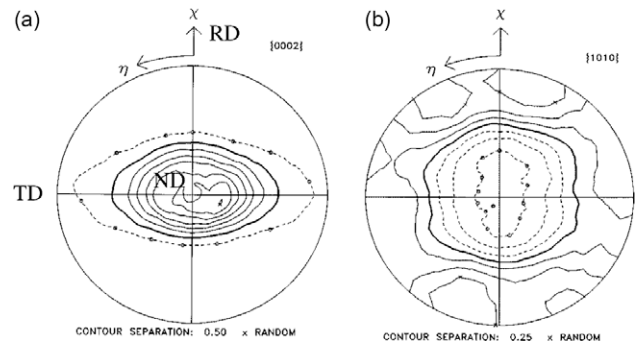 (a)
χ
RD
η
{0002}
TD
ND
CONTOUR SEPARATION: 0.50 x RANDOM
(b)
χ
η
{1010}
CONTOUR SEPARATION: 0.25 x RANDOM